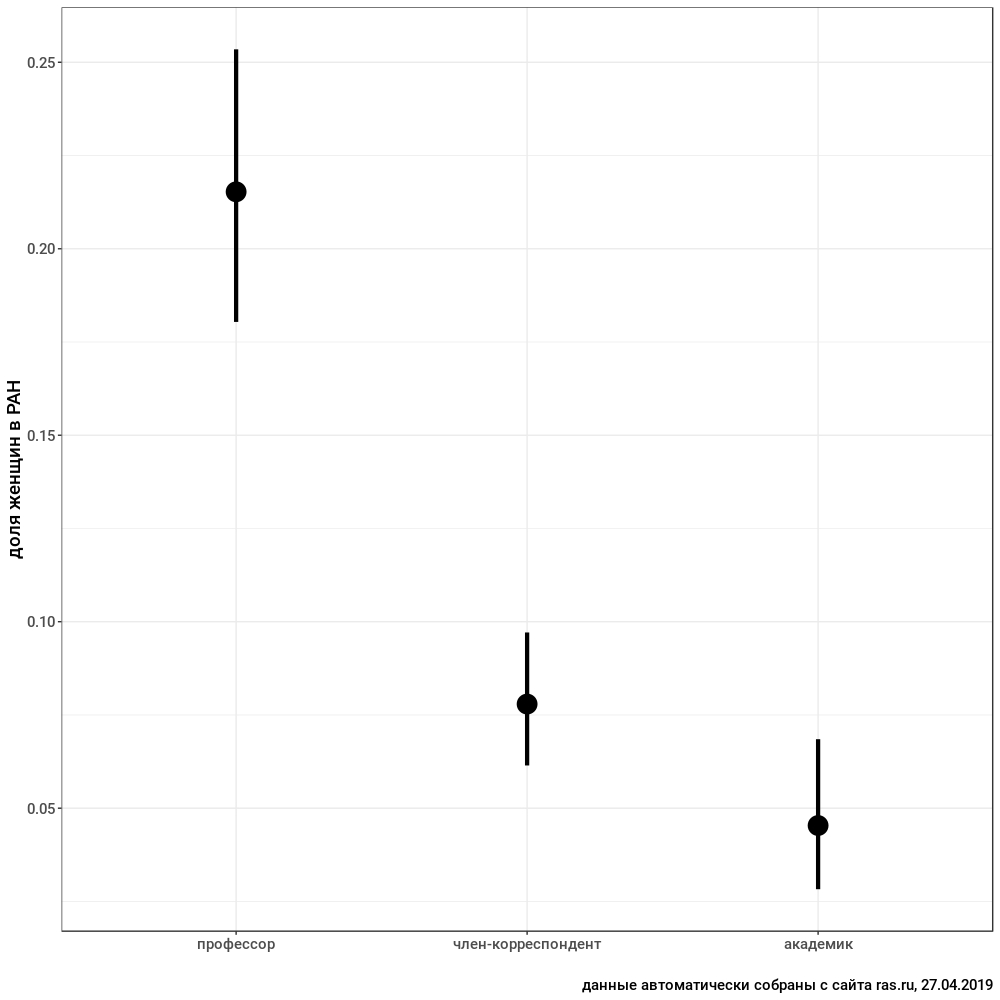 доля женщин в РАН
0.25
0.20
0.15
0.10
0.05
профессор член-корреспондент академик
данные автоматически собраны с сайта ras.ru, 27.04.2019